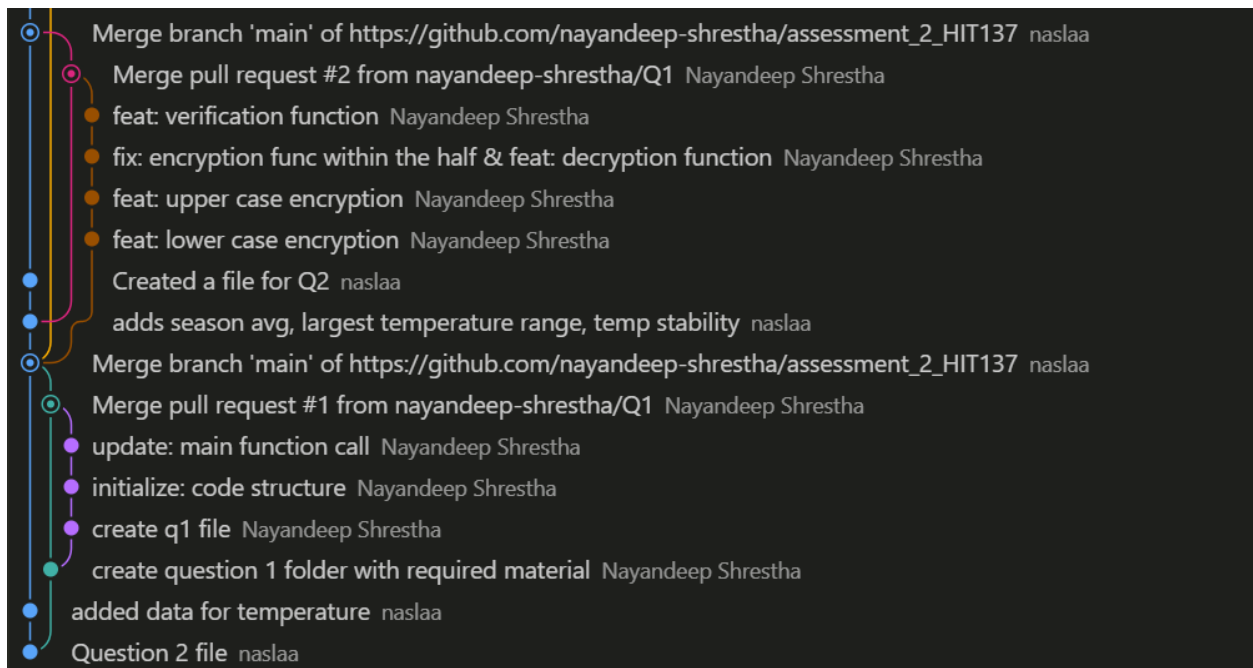 Merge branch 'main' of https://github.com/nayandeep-shrestha/assessment_2_HIT137 naslaa
Merge pull request #2 from nayandeep-shrestha/Q1 Nayandeep Shrestha
feat: verification function Nayandeep Shrestha
fix: encryption func within the half & feat: decryption function Nayandeep Shrestha
feat: upper case encryption Nayandeep Shrestha
feat: lower case encryption Nayandeep Shrestha
Created a file for Q2 naslaa
adds season avg, largest temperature range, temp stability naslaa
Merge branch 'main' of https://github.com/nayandeep-shrestha/assessment_2_HIT137 naslaa
Merge pull request #1 from nayandeep-shrestha/Q1 Nayandeep Shrestha
update: main function call Nayandeep Shrestha
initialize: code structure Nayandeep Shrestha
create q1 file Nayandeep Shrestha
create question 1 folder with required material Nayandeep Shrestha
added data for temperature naslaa
Question 2 file naslaa